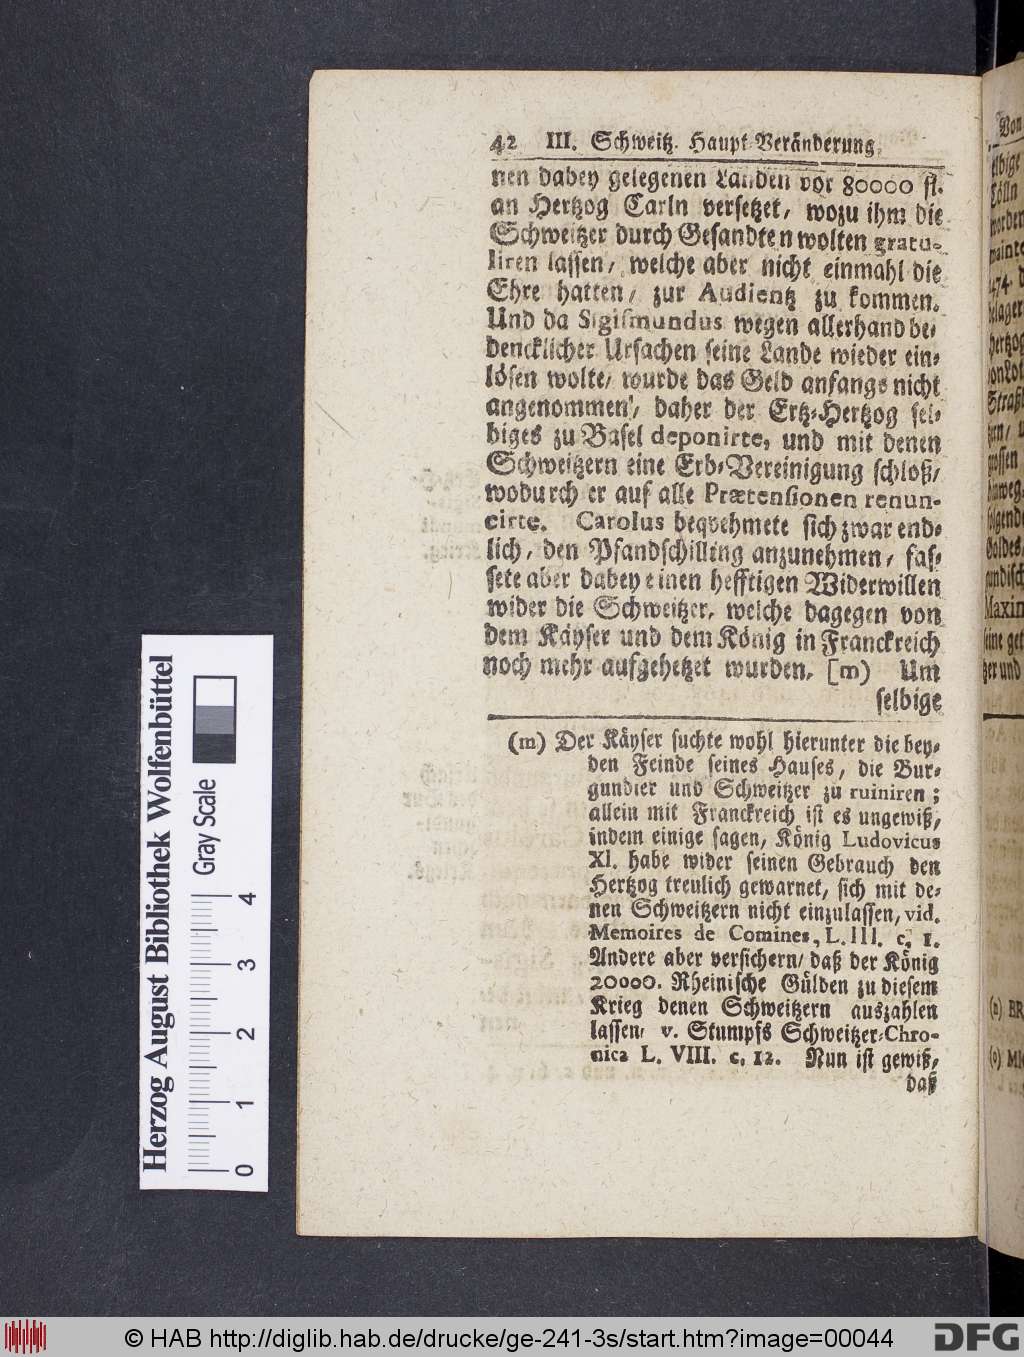 42 III. Schweitz. Haupt-Veränderung.
nen dabey gelegenen Landen vor 80000 fl.
an Hertzog Carln versetzet, wozu ihm die
Schweitzer durch Gesandten wolten gratu-
liren lassen, welche aber nicht einmahl die
Ehre hatten, zur Audientz zu kommen.
Und da Sigismundus wegen allerhand be-
dencklicher Ursachen seine Lande wieder ein-
lösen wolte, wurde das Geld anfangs nicht
angenommen, daher der Ertz-Hertzog sel-
biges zu Basel deponirte, und mit denen
Schweitzern eine Erb-Vereinigung schloß,
wodurch er auf alle Prætensionen renun-
cirte. Carolus beqvehmete sich zwar end-
lich, den Pfandschilling anzunehmen, fas-
sete aber dabey einen hefftigen Widerwillen
wider die Schweitzer, welche dagegen von
dem Käyser und dem König in Franckreich
noch mehr aufgehetzet wurden. [m) Um
selbige
(m) Der Käyser suchte wohl hierunter die bey-
den Feinde seines Hauses, die Bur-
gundier und Schweitzer zu ruiniren;
allein mit Franckreich ist es ungewiß,
indem einige sagen, König Ludovicus
XI. habe wider seinen Gebrauch den
Hertzog treulich gewarnet, sich mit de-
nen Schweitzern nicht einzulassen, vid.
Memoires de Comines, L. III. c. 1.
Andere aber versichern, daß der König
20000. Rheinische Gülden zu diesem
Krieg denen Schweitzern auszahlen
lassen, v. Stumpfs Schweitzer-Chro-
nica L. VIII. c. 12. Nun ist gewiß,
daß
Herzog August Bibliothek Wolfenbüttel
Gray Scale
0 1 2 3 4
© HAB http://diglib.hab.de/drucke/ge-241-3s/start.htm?image=00044
DFG